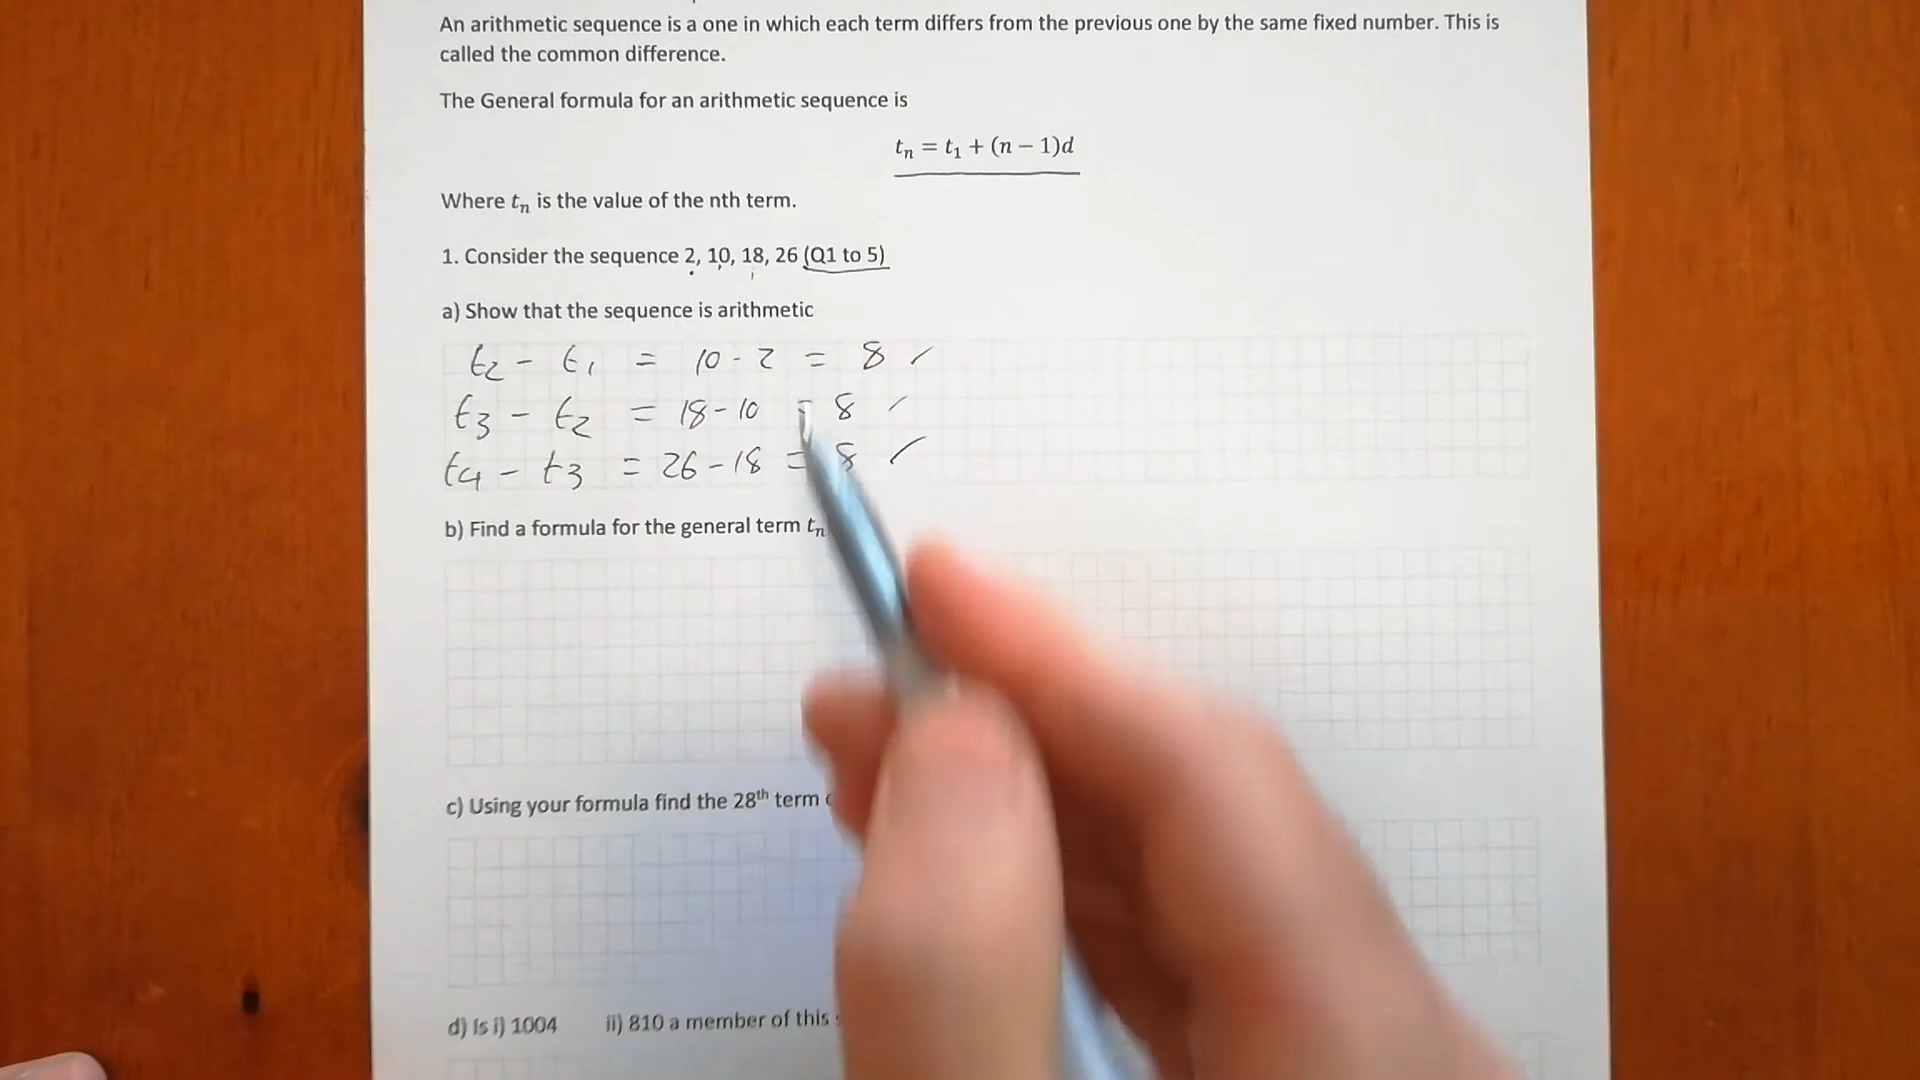 An arithmetic sequence is a one in which each term differs from the previous one by the same fixed number. This is
called the common difference.
The General formula for an arithmetic sequence is
tₙ = t₁ + (n − 1)d
Where tₙ is the value of the nth term.
1. Consider the sequence 2, 10, 18, 26 (Q1 to 5)
a) Show that the sequence is arithmetic
t2 - t1 = 10 - 2 = 8 ✓
t3 - t2 = 18 - 10 = 8 ✓
t4 - t3 = 26 - 18 = 8 ✓
b) Find a formula for the general term tₙ
c) Using your formula find the 28th term
d) Is i) 1004 ii) 810 a member of this